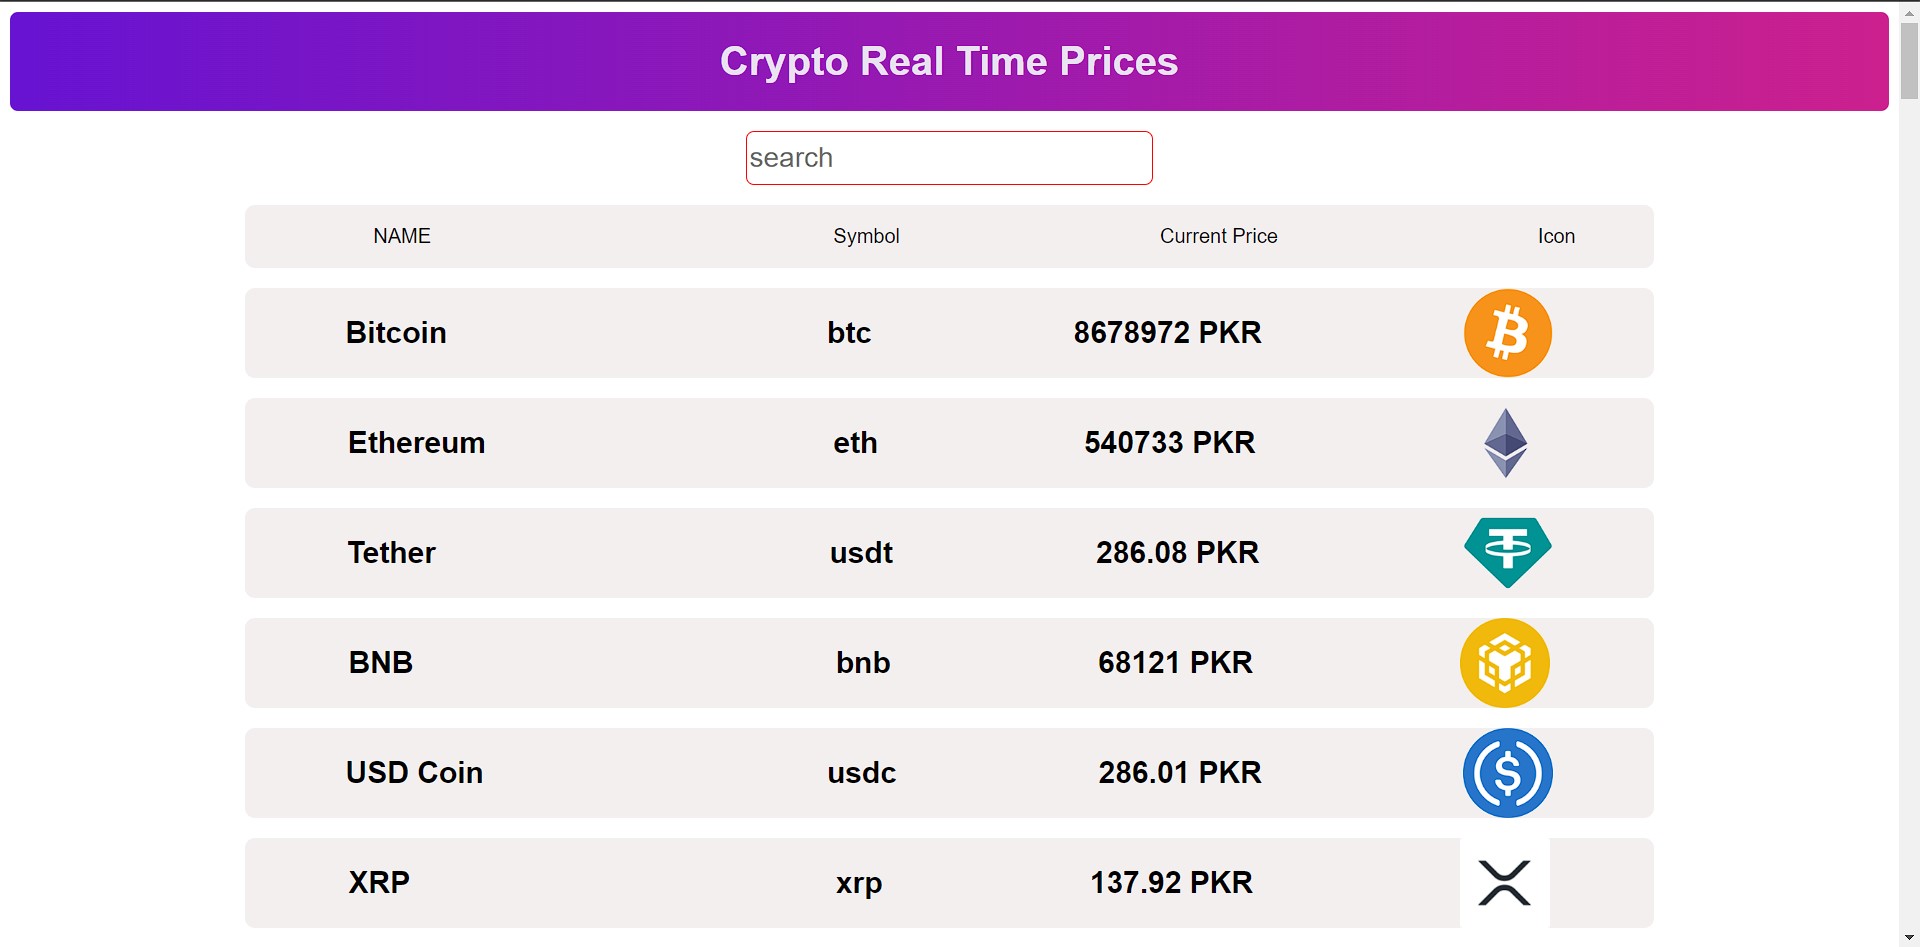 Crypto Real Time Prices
search
NAME Symbol Current Price Icon
Bitcoin btc 8678972 PKR
Ethereum eth 540733 PKR
Tether usdt 286.08 PKR
BNB bnb 68121 PKR
USD Coin usdc 286.01 PKR
XRP xrp 137.92 PKR